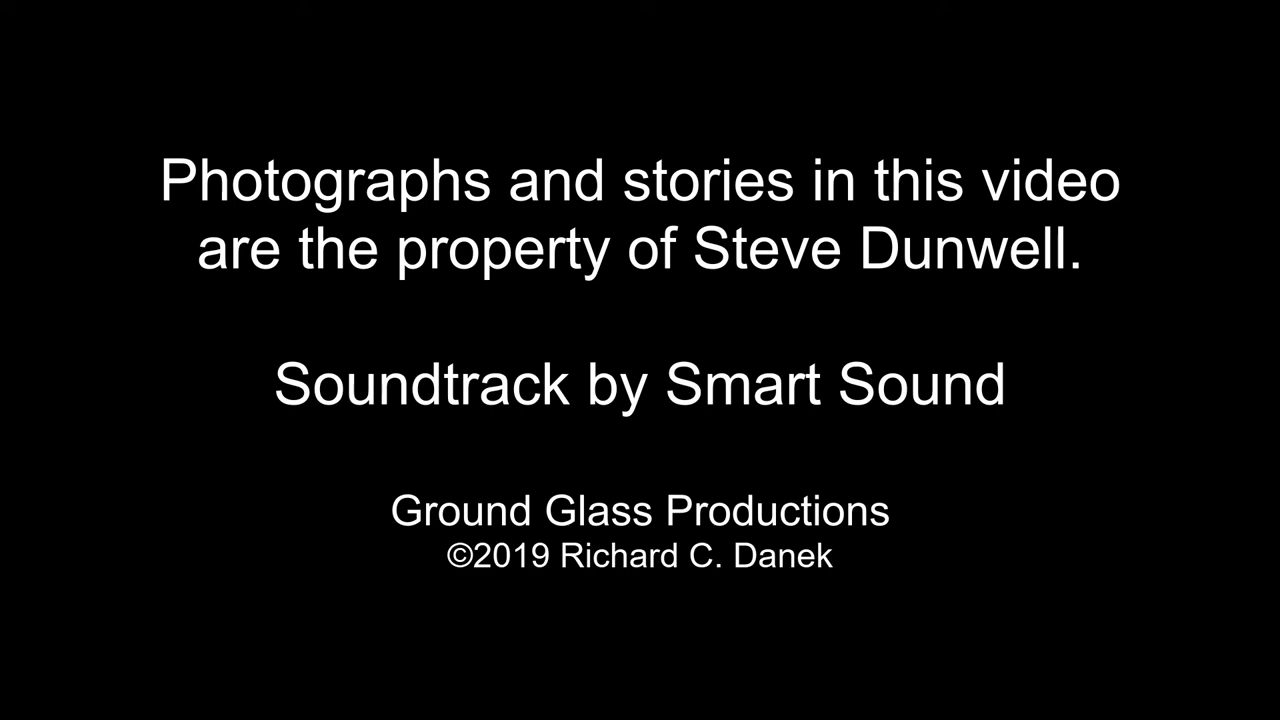 Photographs and stories in this video
are the property of Steve Dunwell.
Soundtrack by Smart Sound
Ground Glass Productions
©2019 Richard C. Danek